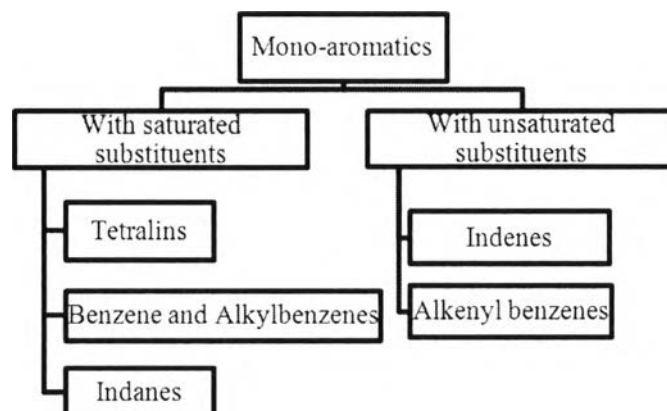 Mono-aromatics
With saturated
substituents
With unsaturated
substituents
Tetralins
Indenes
Benzene and Alkylbenzenes
Alkenyl benzenes
Indanes